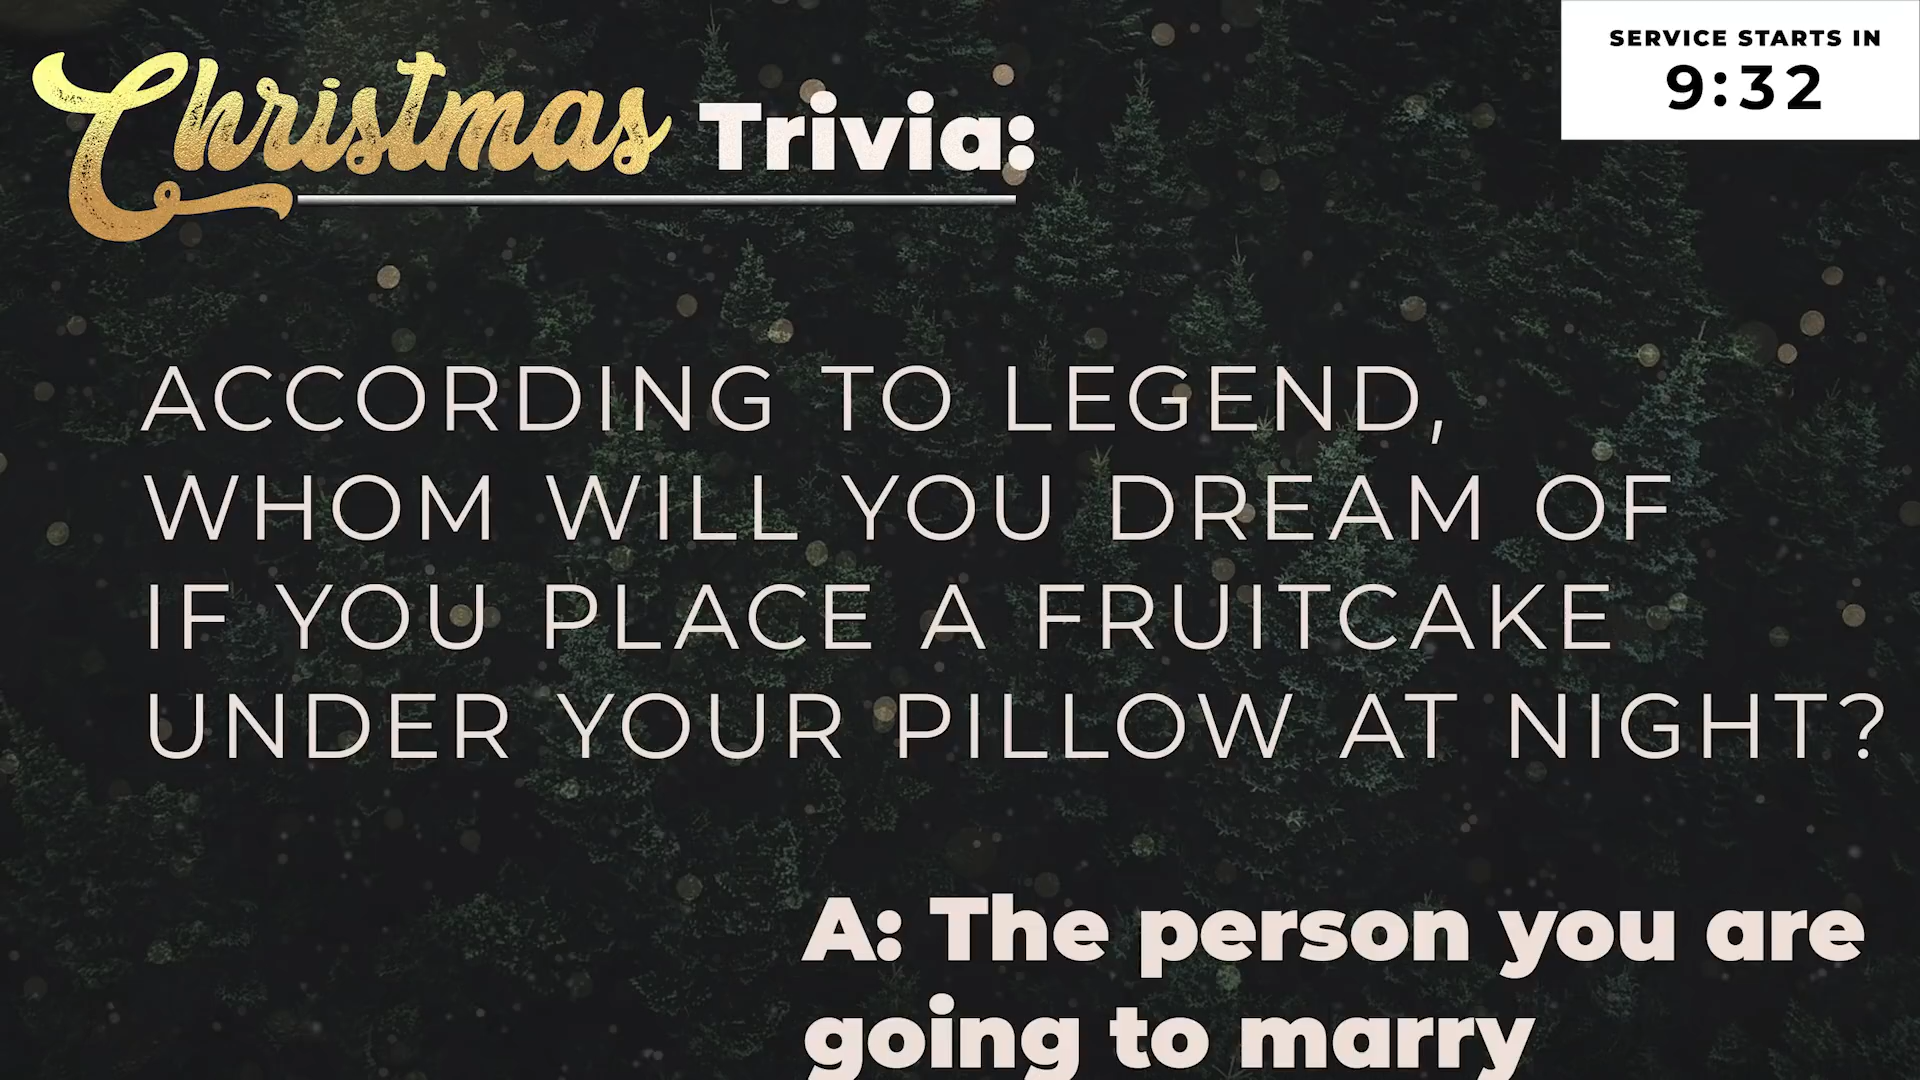 Christmas Trivia:
SERVICE STARTS IN
9:32
ACCORDING TO LEGEND,
WHOM WILL YOU DREAM OF
IF YOU PLACE A FRUITCAKE
UNDER YOUR PILLOW AT NIGHT?
A: The person you are
going to marry